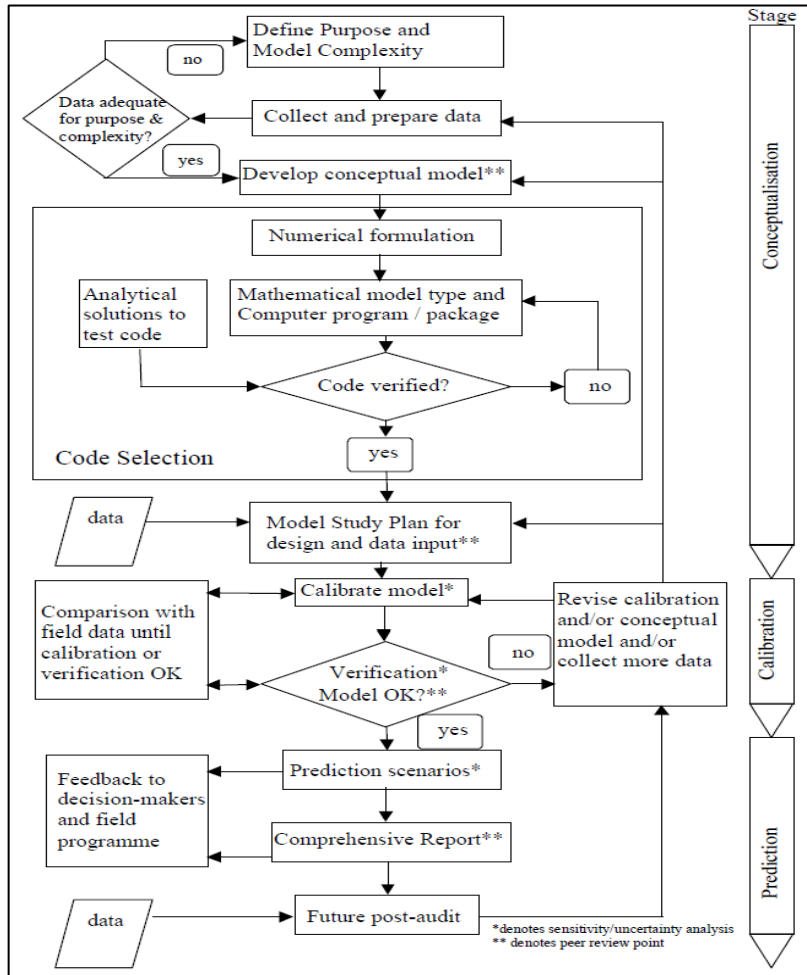 Stage
Define Purpose and
Model Complexity
no
Data adequate
for purpose &
complexity?
Collect and prepare data
yes
Develop conceptual model**
Conceptualisation
Numerical formulation
Analytical
solutions to
test code
Mathematical model type and
Computer program / package
Code verified?
no
yes
Code Selection
data
Model Study Plan for
design and data input**
Calibrate model*
Comparison with
field data until
calibration or
verification OK
Revise calibration
and/or conceptual
model and/or
collect more data
Calibration
no
Verification*
Model OK?**
yes
Prediction scenarios*
Feedback to
decision-makers
and field
programme
Comprehensive Report**
Prediction
data
Future post-audit
*denotes sensitivity/uncertainty analysis
** denotes peer review point